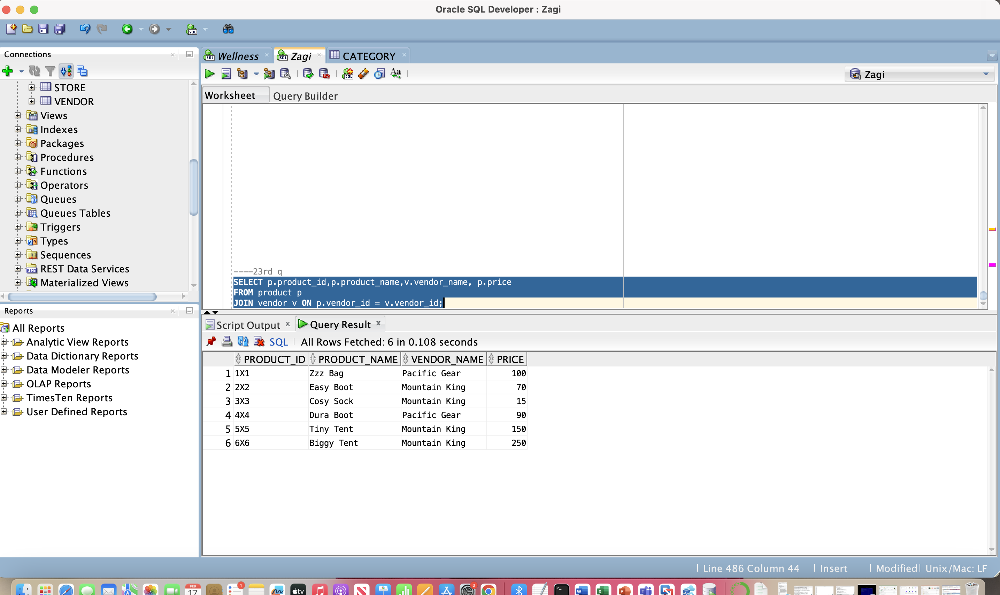 Oracle SQL Developer : Zagi
Connections
STORE
VENDOR
Views
Indexes
Packages
Procedures
Functions
Operators
Queues
Queues Tables
Triggers
Types
Sequences
REST Data Services
Materialized Views
Reports
All Reports
Analytic View Reports
Data Dictionary Reports
Data Modeler Reports
OLAP Reports
TimesTen Reports
User Defined Reports
Wellness
Zagi
CATEGORY
Zagi
Worksheet
Query Builder
----23rd q
SELECT p.product_id,p.product_name,v.vendor_name, p.price
FROM product p
JOIN vendor v ON p.vendor_id = v.vendor_id;
Script Output
Query Result
SQL | All Rows Fetched: 6 in 0.108 seconds
PRODUCT_ID PRODUCT_NAME VENDOR_NAME PRICE
1 1X1 Zzz Bag Pacific Gear 100
2 2X2 Easy Boot Mountain King 70
3 3X3 Cosy Sock Mountain King 15
4 4X4 Dura Boot Pacific Gear 90
5 5X5 Tiny Tent Mountain King 150
6 6X6 Biggy Tent Mountain King 250
| Line 486 Column 44 | Insert | Modified | Unix/Mac: LF
FEB
17
1
tv
3